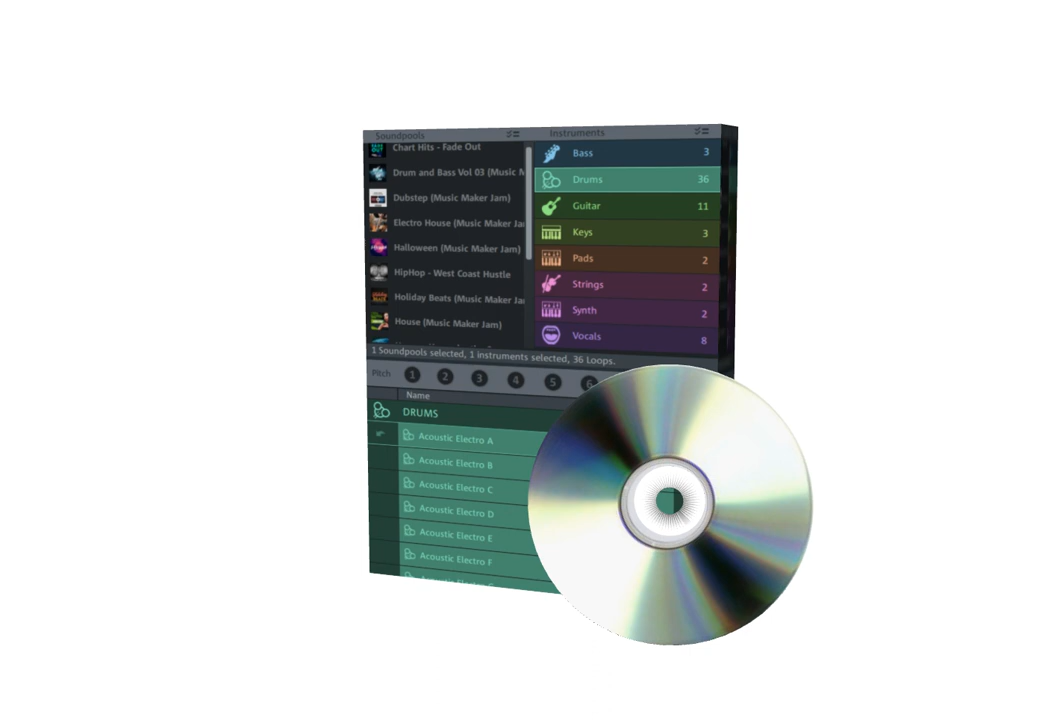 Soundpools
Instruments
Chart Hits - Fade Out
Drum and Bass Vol 03 (Music M
Dubstep (Music Maker Jam)
Electro House (Music Maker Ja
Halloween (Music Maker Jam)
HipHop - West Coast Hustle
Holiday Beats (Music Maker Ja
House (Music Maker Jam)
Bass 3
Drums 36
Guitar 11
Keys 3
Pads 2
Strings 2
Synth 2
Vocals 8
1 Soundpools selected, 1 instruments selected, 36 Loops.
Pitch 1 2 3 4 5 6
Name
DRUMS
Acoustic Electro A
Acoustic Electro B
Acoustic Electro C
Acoustic Electro D
Acoustic Electro E
Acoustic Electro F